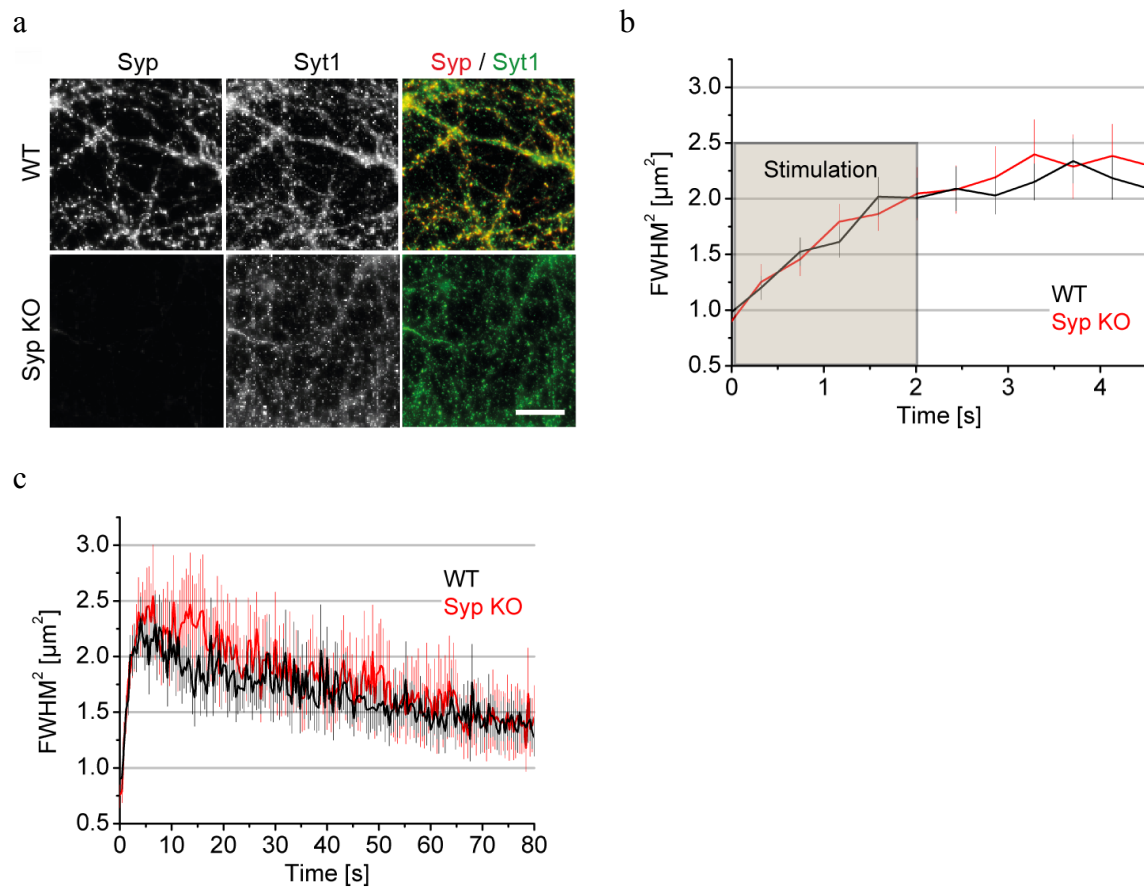 a
Syp Syt1 Syp / Syt1
WT
Syp KO
b
3.0
2.5
2.0
1.5
1.0
0.5
FWHM² [µm²]
Stimulation
WT
Syp KO
0 1 2 3 4
Time [s]
c
3.0
2.5
2.0
1.5
1.0
0.5
FWHM² [µm²]
WT
Syp KO
0 10 20 30 40 50 60 70 80
Time [s]